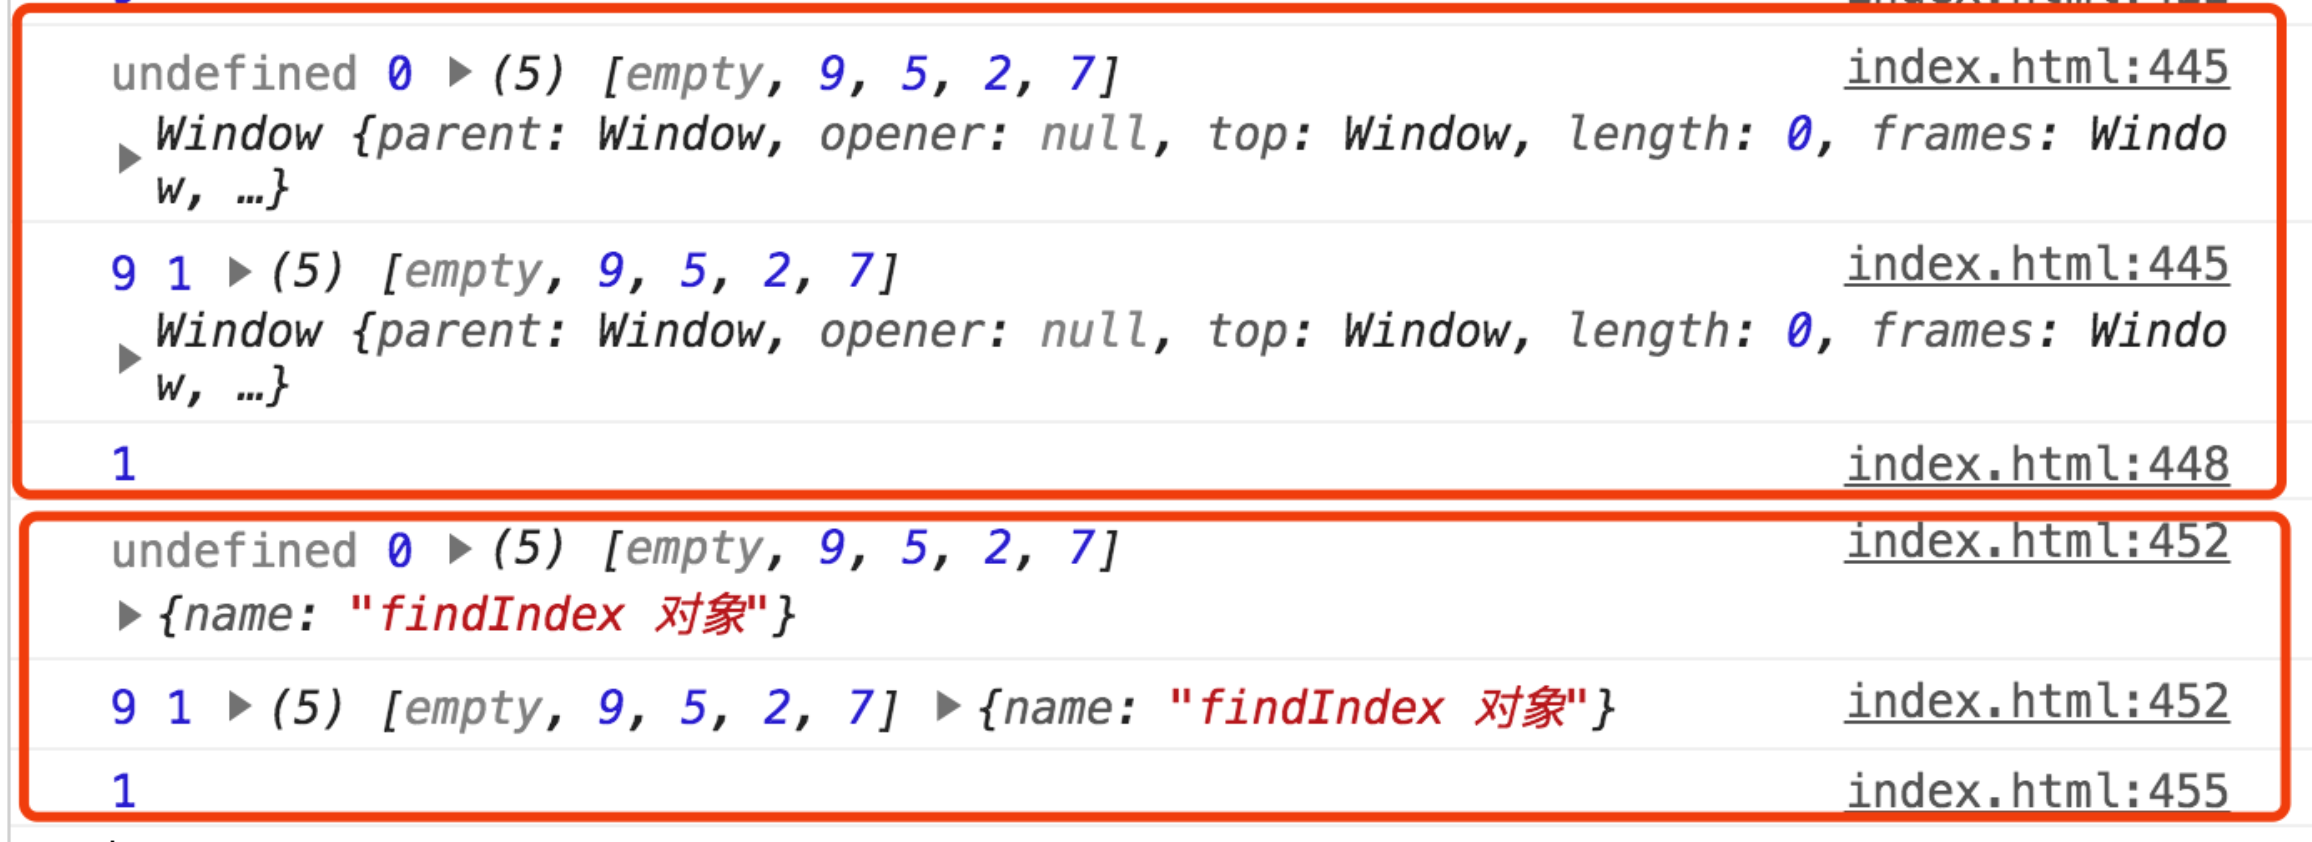 undefined 0 ▶ (5) [empty, 9, 5, 2, 7] index.html:445
▶ Window {parent: Window, opener: null, top: Window, length: 0, frames: Windo
w, …}
9 1 ▶ (5) [empty, 9, 5, 2, 7] index.html:445
▶ Window {parent: Window, opener: null, top: Window, length: 0, frames: Windo
w, …}
1 index.html:448
undefined 0 ▶ (5) [empty, 9, 5, 2, 7] index.html:452
▶ {name: "findIndex 对象"}
9 1 ▶ (5) [empty, 9, 5, 2, 7] ▶ {name: "findIndex 对象"} index.html:452
1 index.html:455